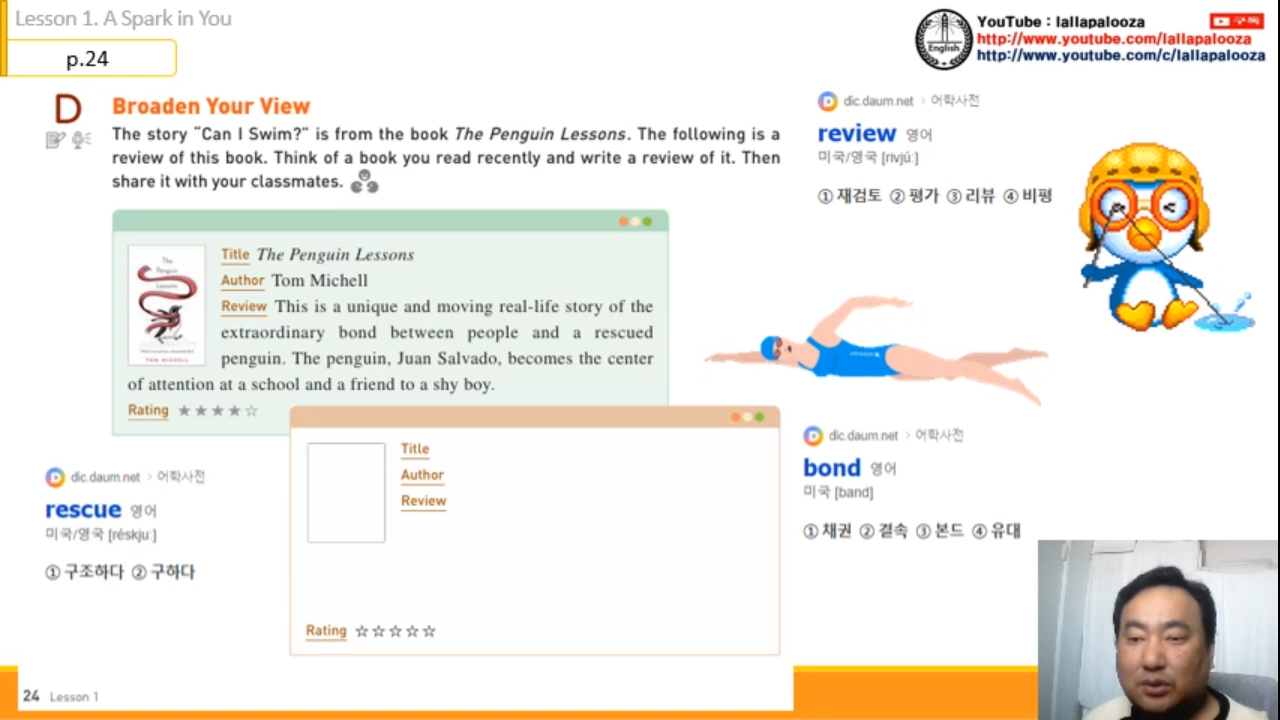 Lesson 1. A Spark in You
p.24
English
YouTube : lallapalooza
구독
http://www.youtube.com/lallapalooza
http://www.youtube.com/c/lallapalooza
D
Broaden Your View
The story “Can I Swim?” is from the book The Penguin Lessons. The following is a
review of this book. Think of a book you read recently and write a review of it. Then
share it with your classmates.
The
Penguin
Lessons
TOM MICHELL
Title The Penguin Lessons
Author Tom Michell
Review This is a unique and moving real-life story of the
extraordinary bond between people and a rescued
penguin. The penguin, Juan Salvado, becomes the center
of attention at a school and a friend to a shy boy.
Rating ★★★★☆
Title
Author
Review
Rating ☆☆☆☆☆
dic.daum.net > 어학사전
review 영어
미국/영국 [rivjúː]
① 재검토 ② 평가 ③ 리뷰 ④ 비평
dic.daum.net > 어학사전
rescue 영어
미국/영국 [réskjuː]
① 구조하다 ② 구하다
dic.daum.net > 어학사전
bond 영어
미국 [band]
① 채권 ② 결속 ③ 본드 ④ 유대
24 Lesson 1